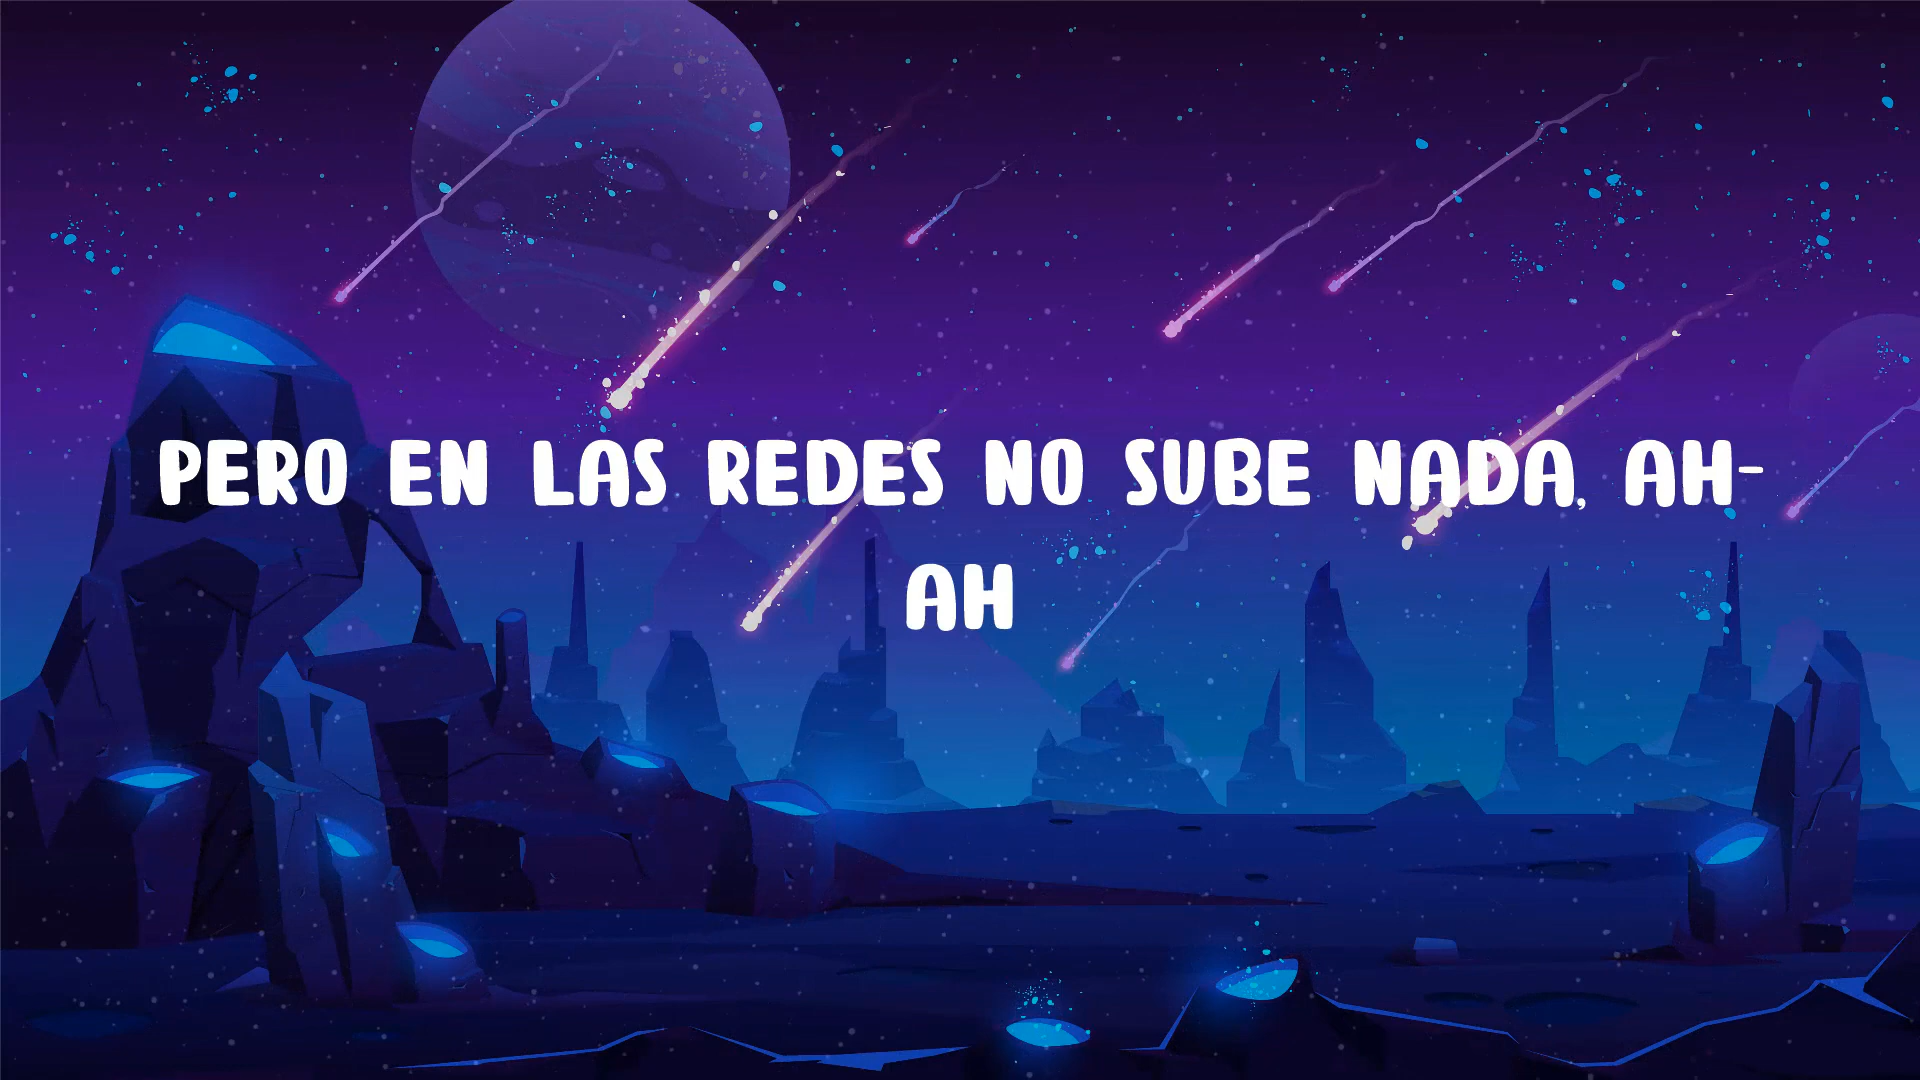 PERO EN LAS REDES NO SUBE NADA, AH-
AH